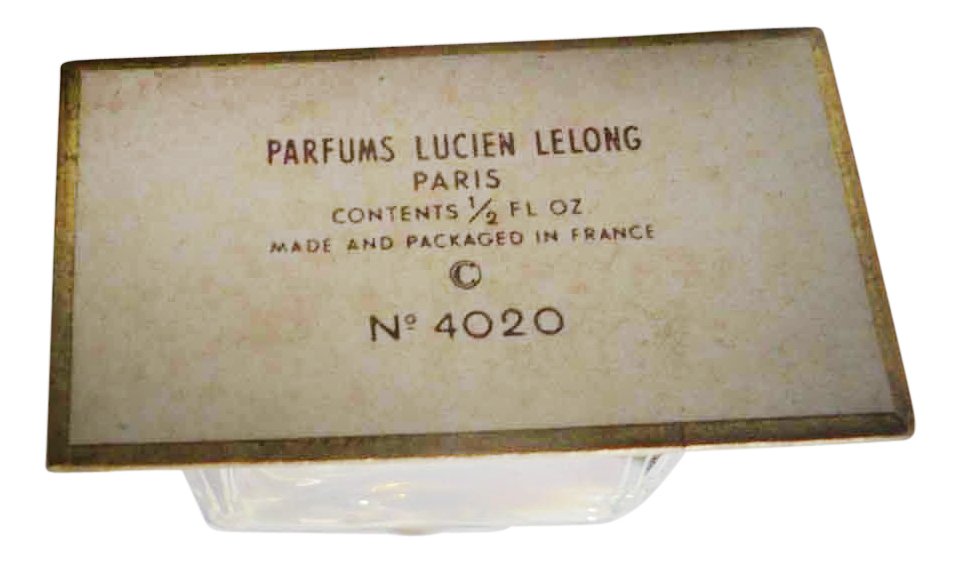 PARFUMS LUCIEN LELONG
PARIS
CONTENTS ½ FL OZ.
MADE AND PACKAGED IN FRANCE
©
Nº 4020